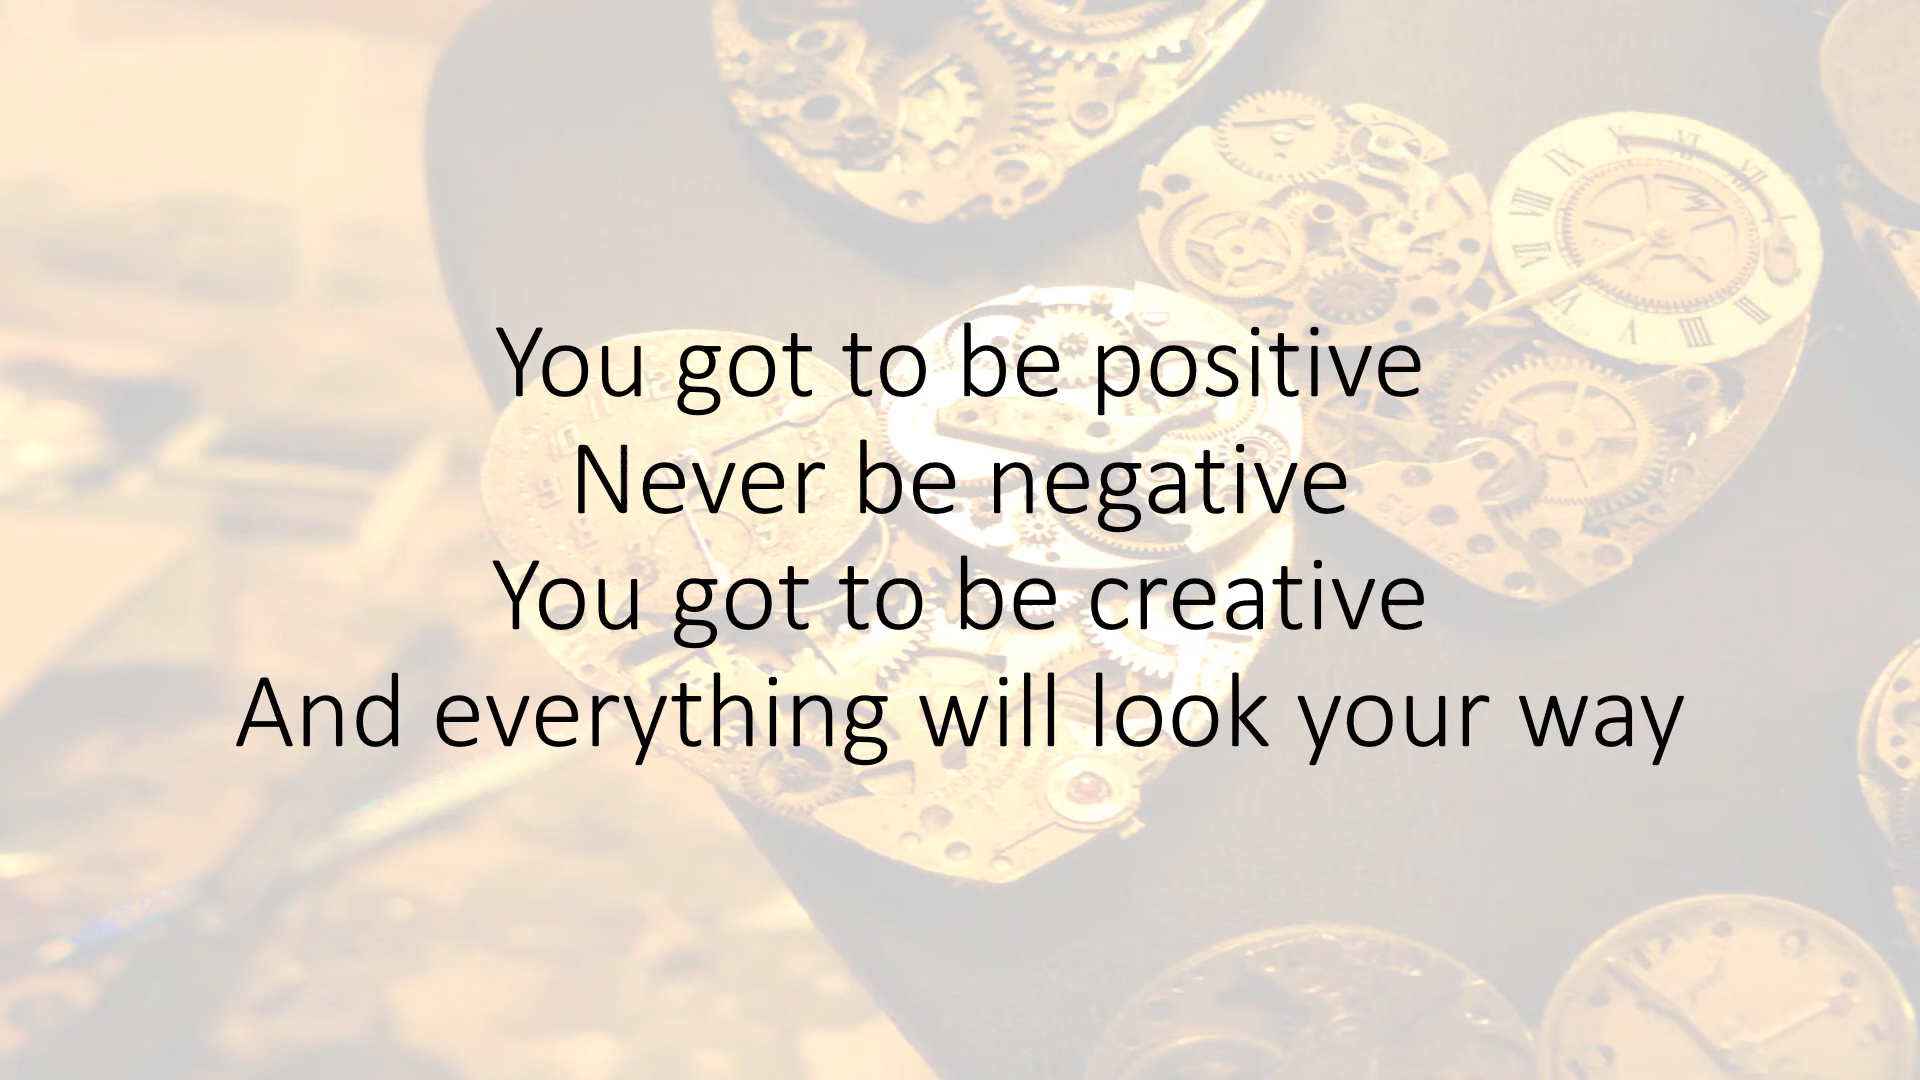 You got to be positive
Never be negative
You got to be creative
And everything will look your way